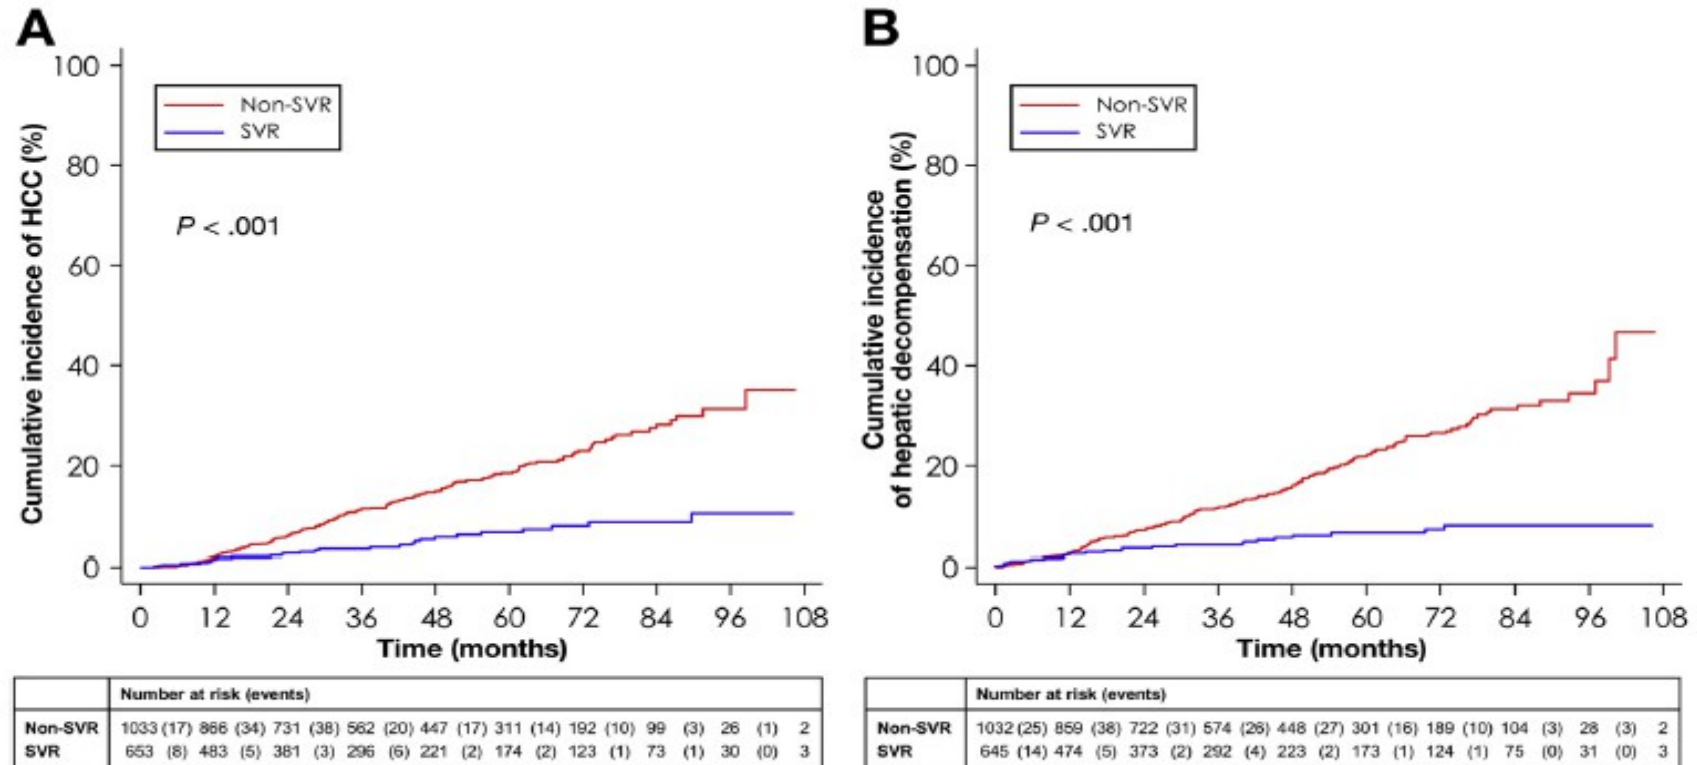 A
100
80
60
40
20
0
Cumulative incidence of HCC (%)
Non-SVR
SVR
P < .001
0 12 24 36 48 60 72 84 96 108
Time (months)
Number at risk (events)
Non-SVR 1033 (17) 866 (34) 731 (38) 562 (20) 447 (17) 311 (14) 192 (10) 99 (3) 26 (1) 2
SVR 653 (8) 483 (5) 381 (3) 296 (6) 221 (2) 174 (2) 123 (1) 73 (1) 30 (0) 3
B
100
80
60
40
20
0
Cumulative incidence
of hepatic decompensation (%)
Non-SVR
SVR
P < .001
0 12 24 36 48 60 72 84 96 108
Time (months)
Number at risk (events)
Non-SVR 1032 (25) 859 (38) 722 (31) 574 (26) 448 (27) 301 (16) 189 (10) 104 (3) 28 (3) 2
SVR 645 (14) 474 (5) 373 (2) 292 (4) 223 (2) 173 (1) 124 (1) 75 (0) 31 (0) 3